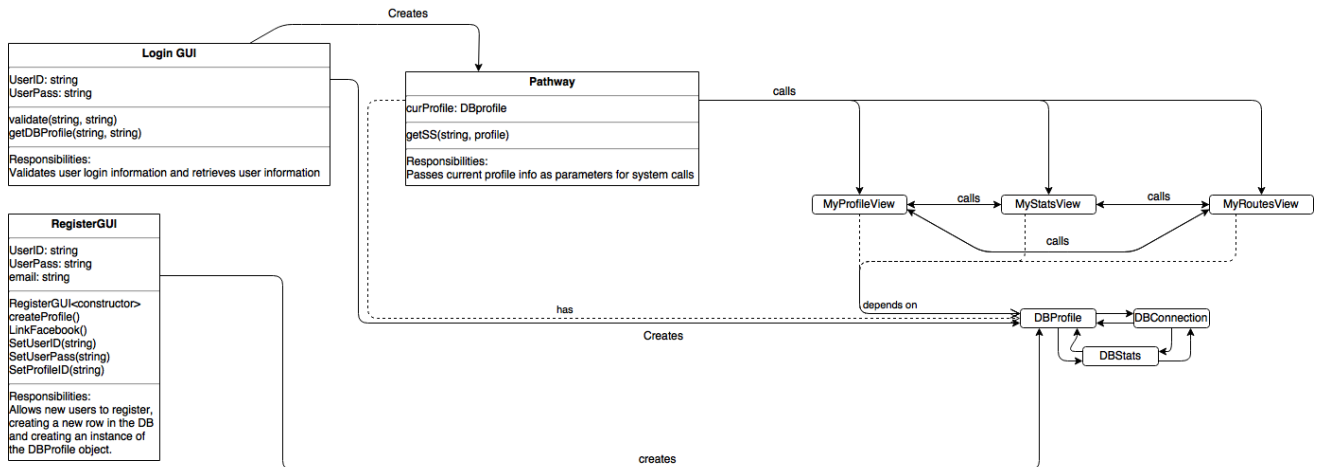 Creates
Login GUI
UserID: string
UserPass: string
validate(string, string)
getDBProfile(string, string)
Responsibilities:
Validates user login information and retrieves user information
Pathway
curProfile: DBprofile
getSS(string, profile)
Responsibilities:
Passes current profile info as parameters for system calls
calls
MyProfileView
calls
MyStatsView
calls
MyRoutesView
calls
RegisterGUI
UserID: string
UserPass: string
email: string
RegisterGUI<constructor>
createProfile()
LinkFacebook()
SetUserID(string)
SetUserPass(string)
SetProfileID(string)
Responsibilities:
Allows new users to register,
creating a new row in the DB
and creating an instance of
the DBProfile object.
has
depends on
Creates
DBProfile
DBConnection
DBStats
creates